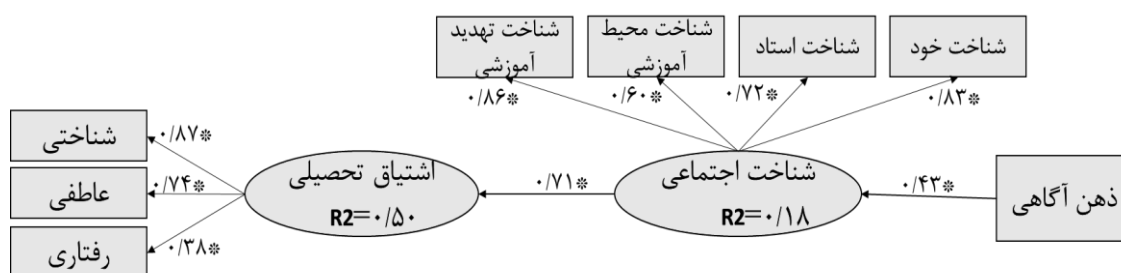 شناخت خود
شناخت استاد
شناخت محیط
آموزشی
شناخت تهدید
آموزشی
۰/۸۳*
۰/۷۲*
۰/۶۰*
۰/۸۶*
ذهن آگاهی
۰/۴۳*
شناخت اجتماعی
R2=۰/۱۸
۰/۷۱*
اشتیاق تحصیلی
R2=۰/۵۰
۰/۸۷*
۰/۷۴*
۰/۳۸*
شناختی
عاطفی
رفتاری